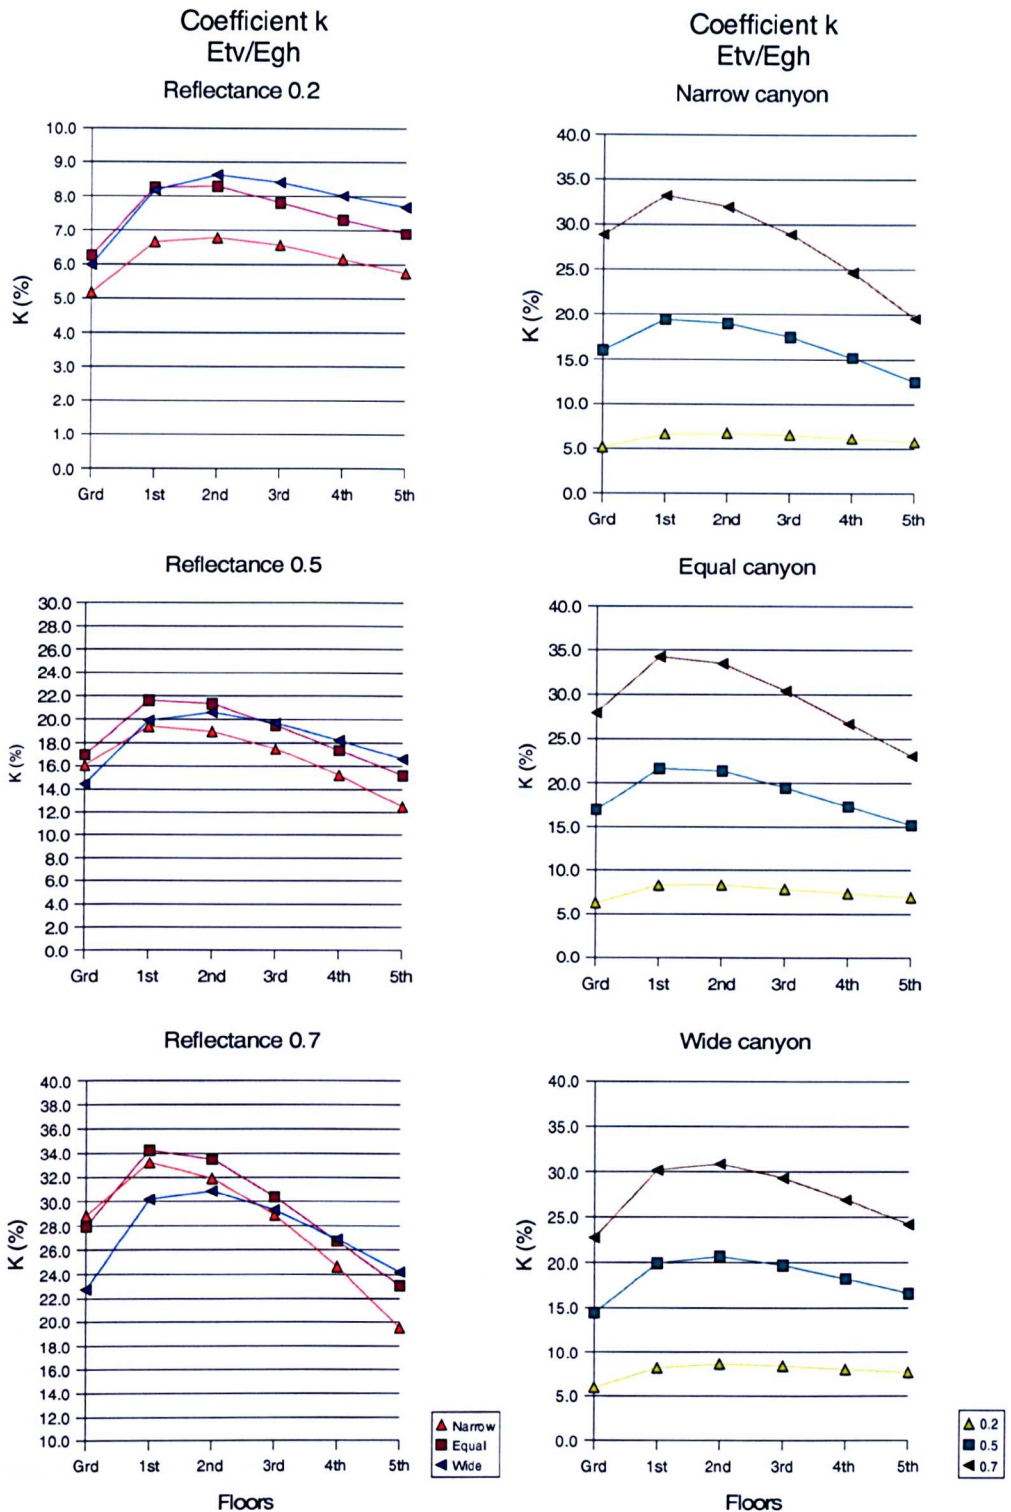 Coefficient k
Etv/Egh
Reflectance 0.2
10.0
9.0
8.0
7.0
6.0
5.0
4.0
3.0
2.0
1.0
0.0
K (%)
Grd 1st 2nd 3rd 4th 5th
Reflectance 0.5
30.0
28.0
26.0
24.0
22.0
20.0
18.0
16.0
14.0
12.0
10.0
8.0
6.0
4.0
2.0
0.0
K (%)
Grd 1st 2nd 3rd 4th 5th
Reflectance 0.7
40.0
38.0
36.0
34.0
32.0
30.0
28.0
26.0
24.0
22.0
20.0
18.0
16.0
14.0
12.0
10.0
K (%)
Grd 1st 2nd 3rd 4th 5th
Floors
Narrow
Equal
Wide
Coefficient k
Etv/Egh
Narrow canyon
40.0
35.0
30.0
25.0
20.0
15.0
10.0
5.0
0.0
K (%)
Grd 1st 2nd 3rd 4th 5th
Equal canyon
40.0
35.0
30.0
25.0
20.0
15.0
10.0
5.0
0.0
K (%)
Grd 1st 2nd 3rd 4th 5th
Wide canyon
40.0
35.0
30.0
25.0
20.0
15.0
10.0
5.0
0.0
K (%)
Grd 1st 2nd 3rd 4th 5th
Floors
0.2
0.5
0.7